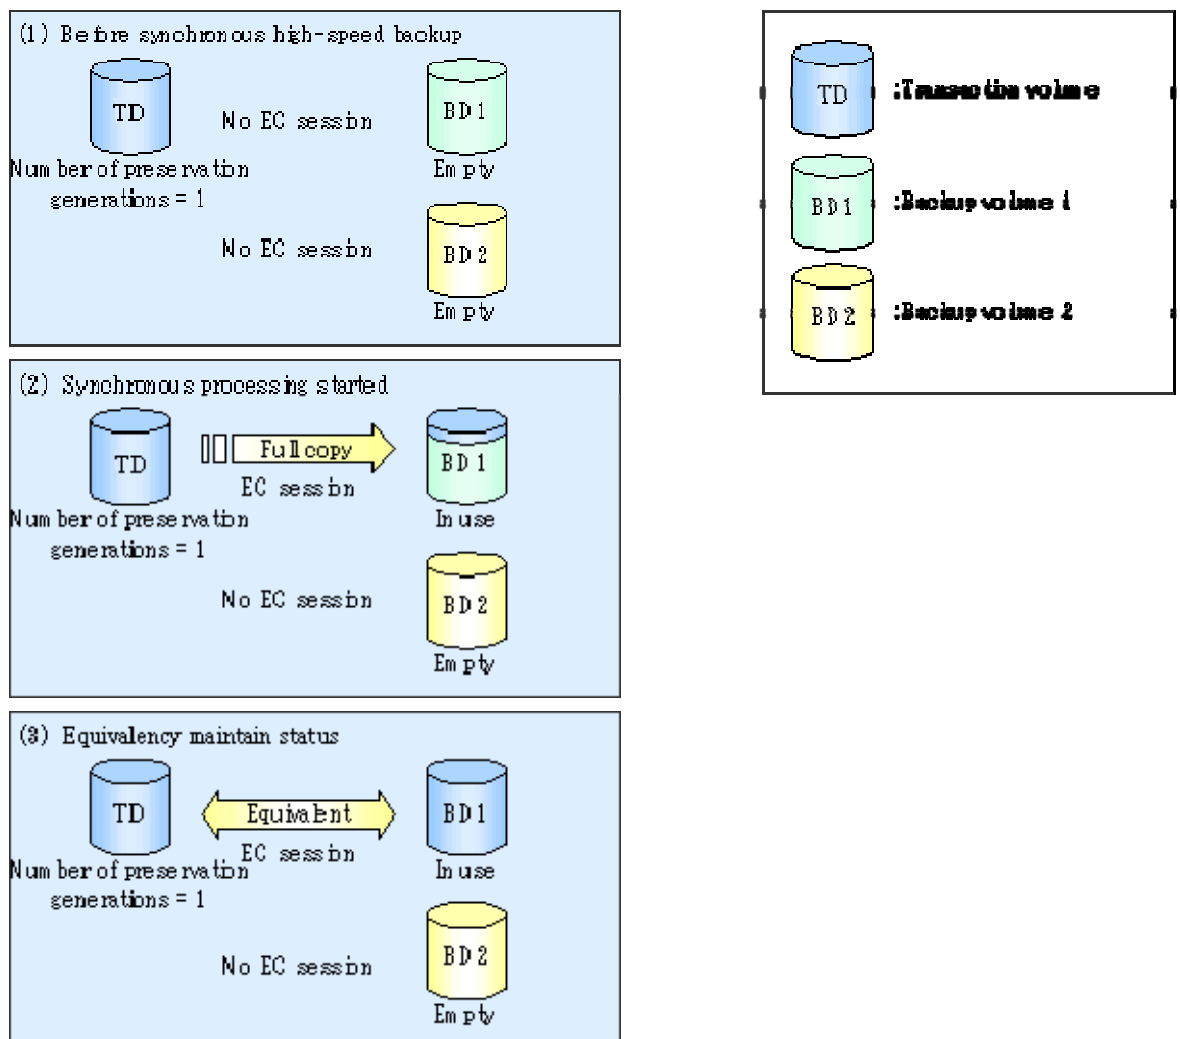 (1) Before synchronous high-speed backup
TD
No EC session
BD1
Number of preservation
generations = 1
Empty
No EC session
BD2
Empty
(2) Synchronous processing started
TD
Full copy
BD1
EC session
Number of preservation
generations = 1
In use
No EC session
BD2
Empty
(3) Equivalency maintain status
TD
Equivalent
BD1
EC session
Number of preservation
generations = 1
In use
No EC session
BD2
Empty
TD
:Transaction volume
BD1
:Backup volume 1
BD2
:Backup volume 2